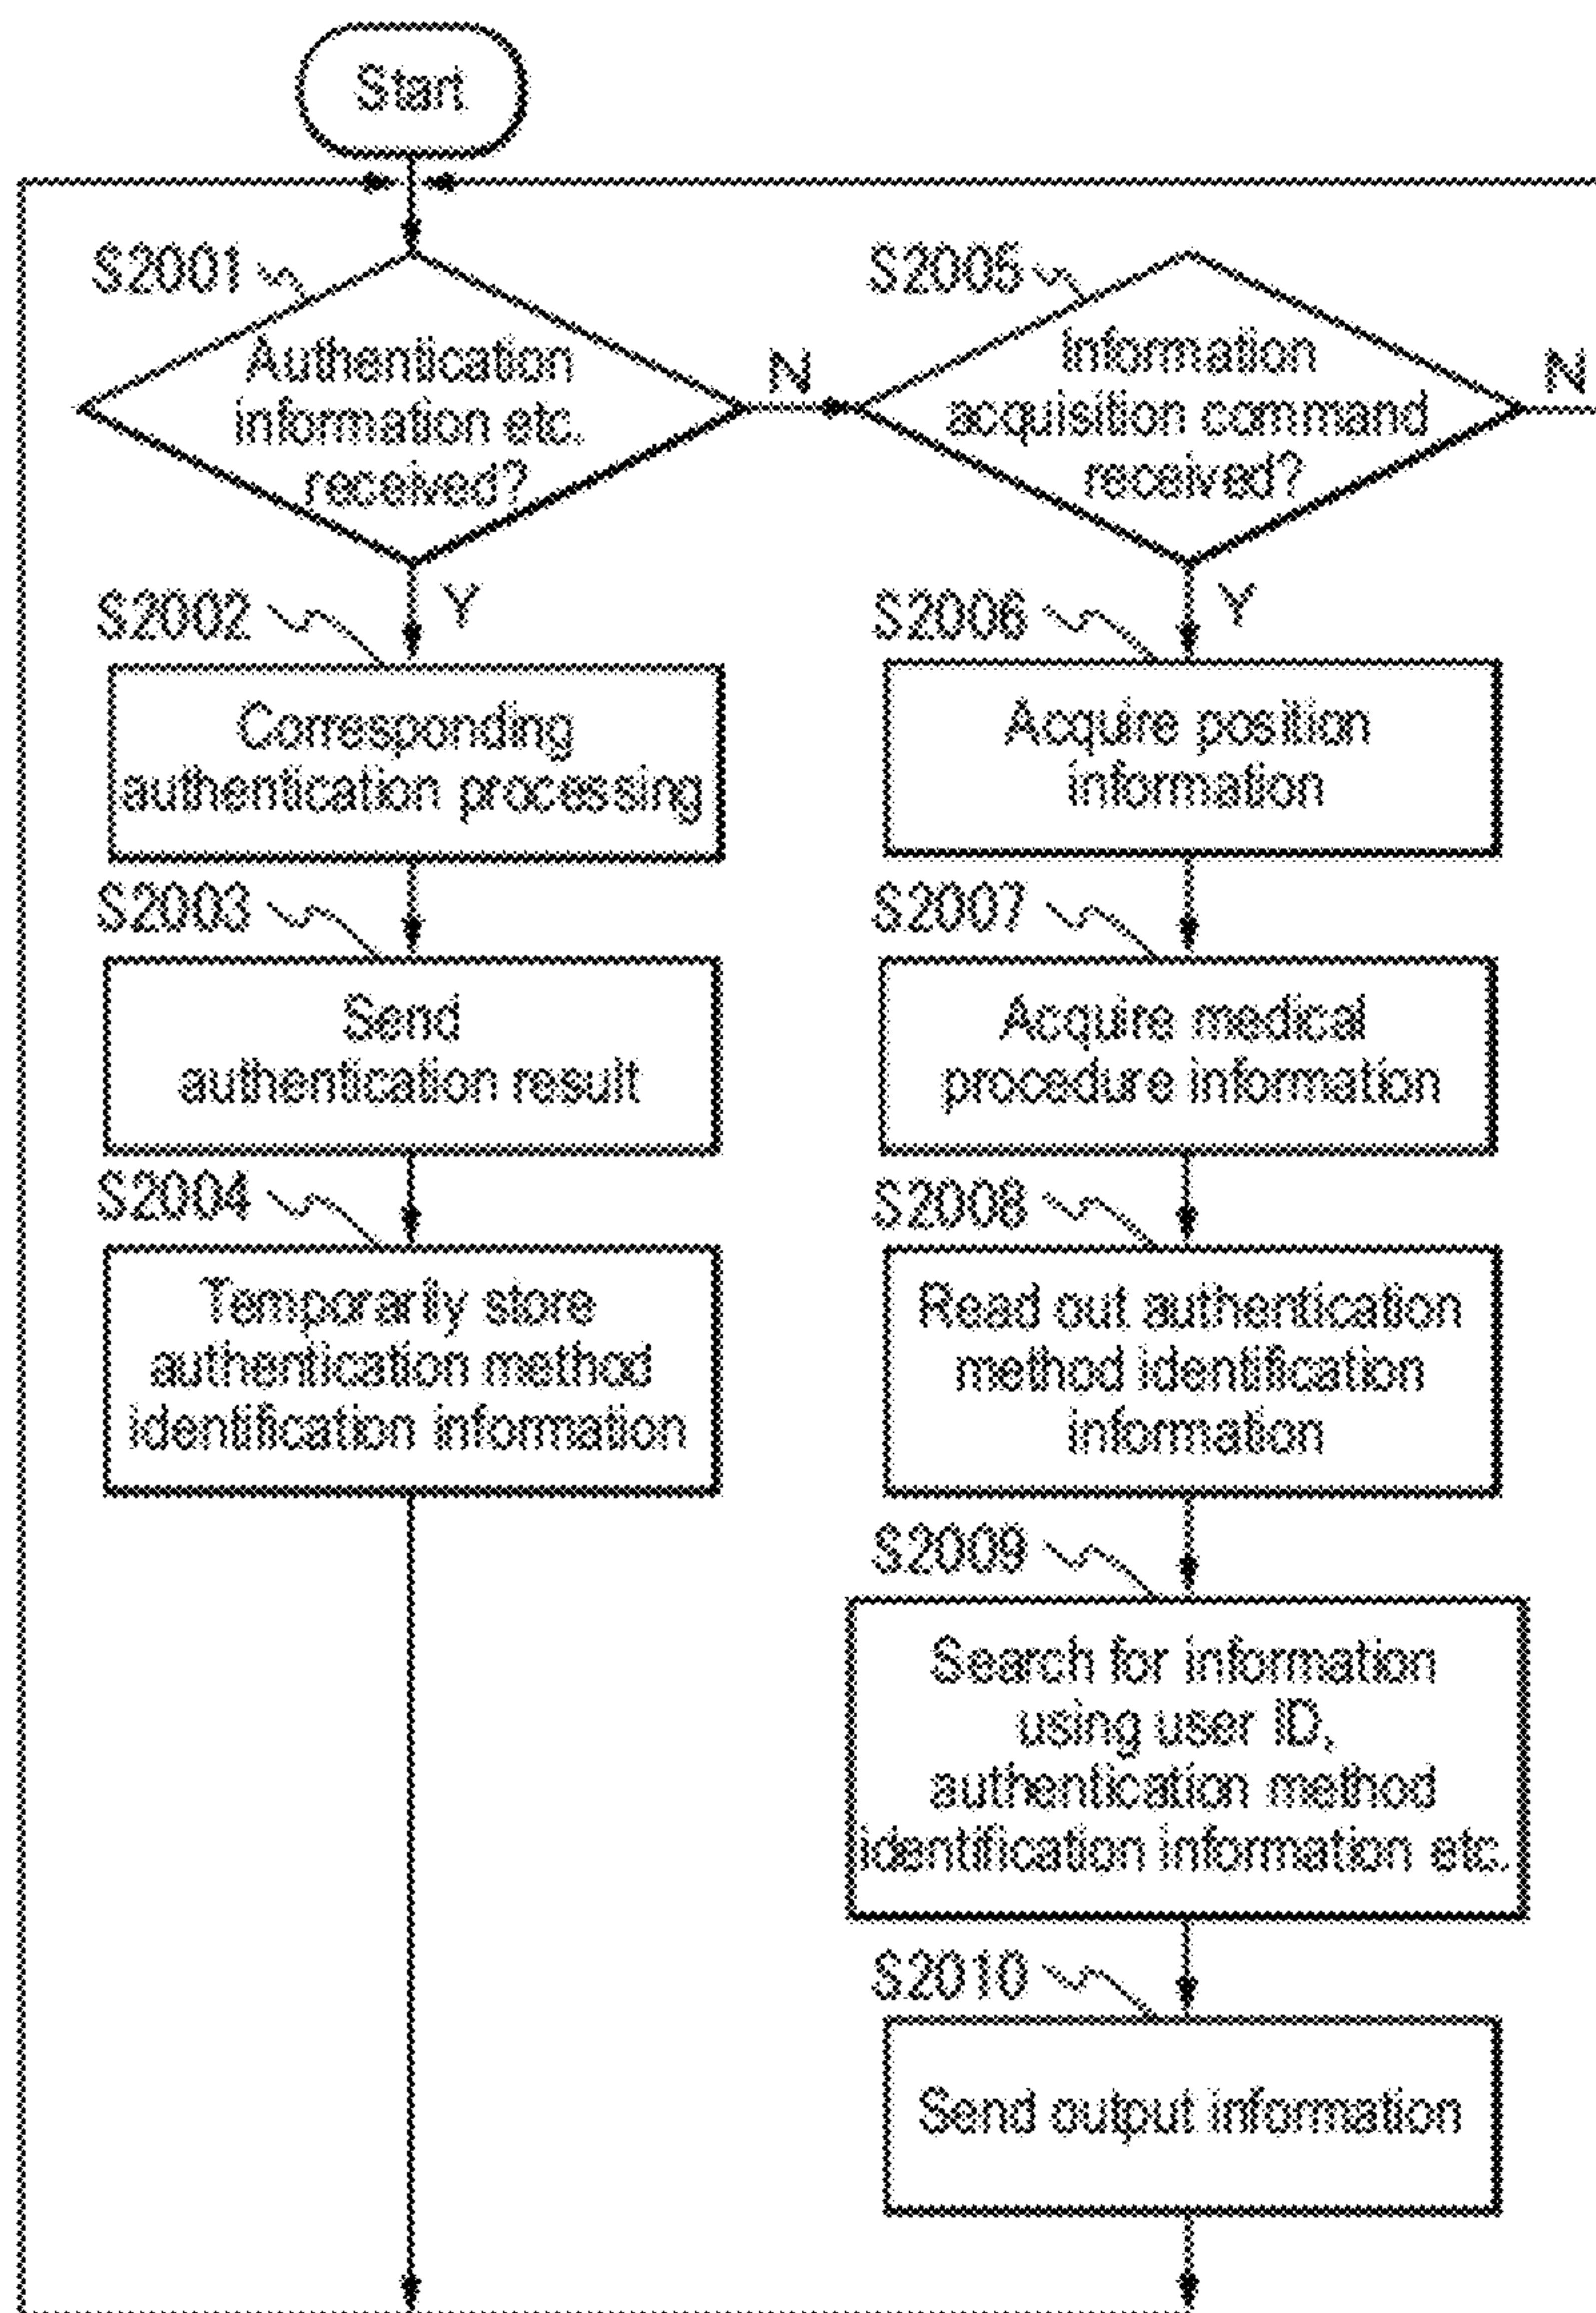 Start
S2001
Authentication
information etc.
received?
N
S2005
Information
acquisition command
received?
N
Y
S2002
Corresponding
authentication processing
S2003
Send
authentication result
S2004
Temporarily store
authentication method
identification information
Y
S2006
Acquire position
information
S2007
Acquire medical
procedure information
S2008
Read out authentication
method identification
information
S2009
Search for information
using user ID,
authentication method
identification information etc.
S2010
Send output information